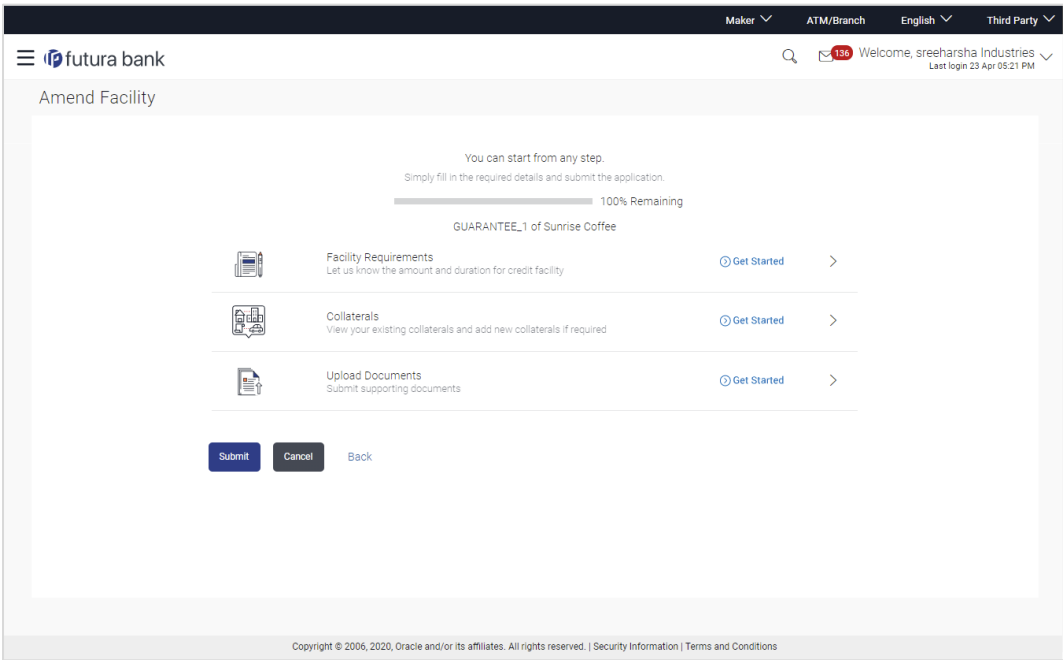 Maker ATM/Branch English Third Party
futura bank
136 Welcome, sreeharsha Industries
Last login 23 Apr 05:21 PM
Amend Facility
You can start from any step.
Simply fill in the required details and submit the application.
100% Remaining
GUARANTEE_1 of Sunrise Coffee
Facility Requirements
Let us know the amount and duration for credit facility
Get Started
Collaterals
View your existing collaterals and add new collaterals if required
Get Started
Upload Documents
Submit supporting documents
Get Started
Submit Cancel Back
Copyright © 2006, 2020, Oracle and/or its affiliates. All rights reserved. | Security Information | Terms and Conditions